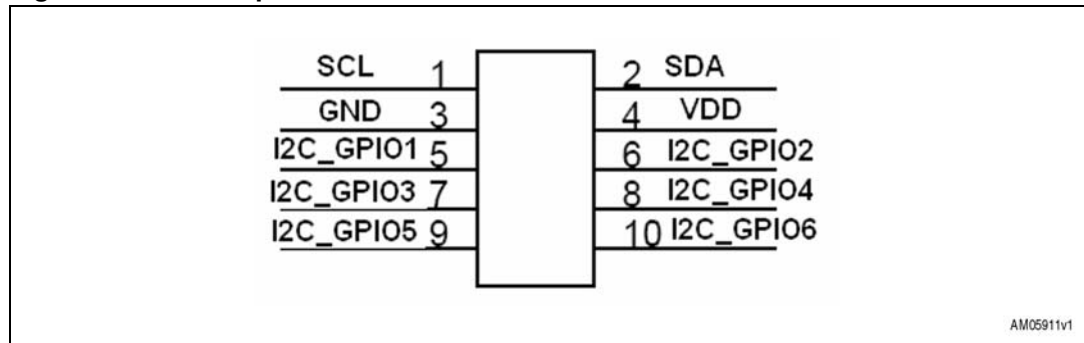 SCL 1 2 SDA
GND 3 4 VDD
I2C_GPIO1 5 6 I2C_GPIO2
I2C_GPIO3 7 8 I2C_GPIO4
I2C_GPIO5 9 10 I2C_GPIO6
AM05911v1